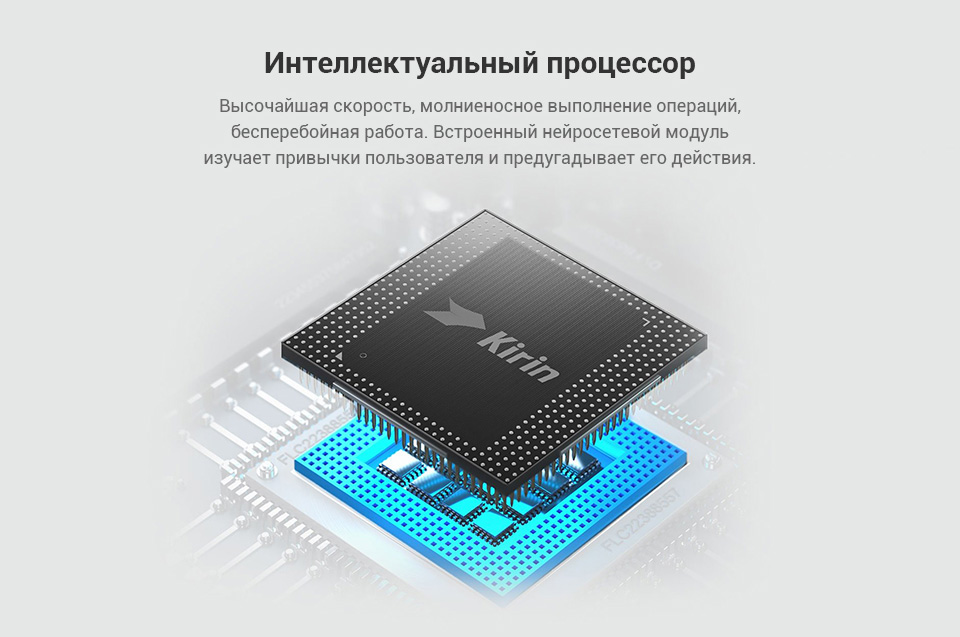 Интеллектуальный процессор
Высочайшая скорость, молниеносное выполнение операций,
бесперебойная работа. Встроенный нейросетевой модуль
изучает привычки пользователя и предугадывает его действия.
Kirin